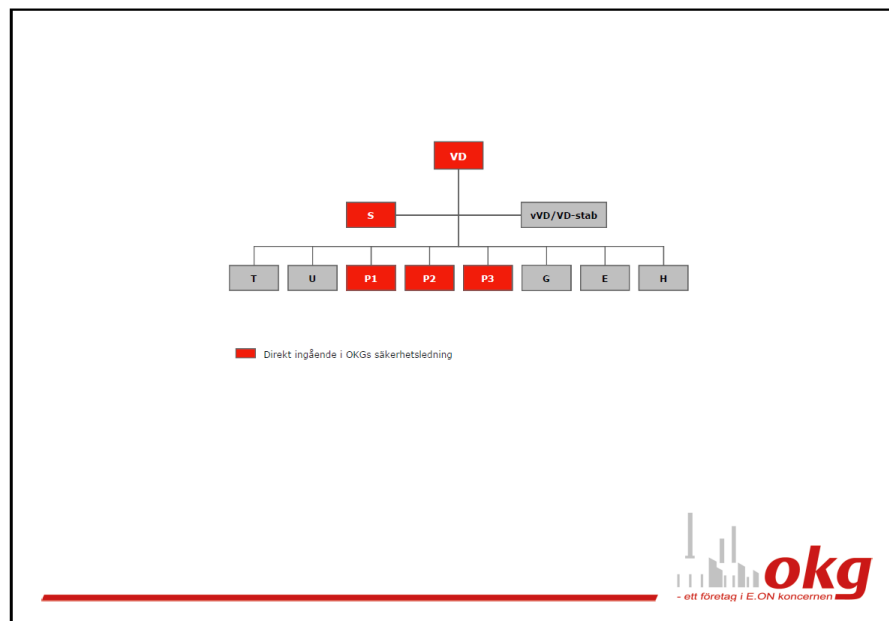 VD
S
vVD/VD-stab
T
U
P1
P2
P3
G
E
H
Direkt ingående i OKGs säkerhetsledning
okg
- ett företag i E.ON koncernen